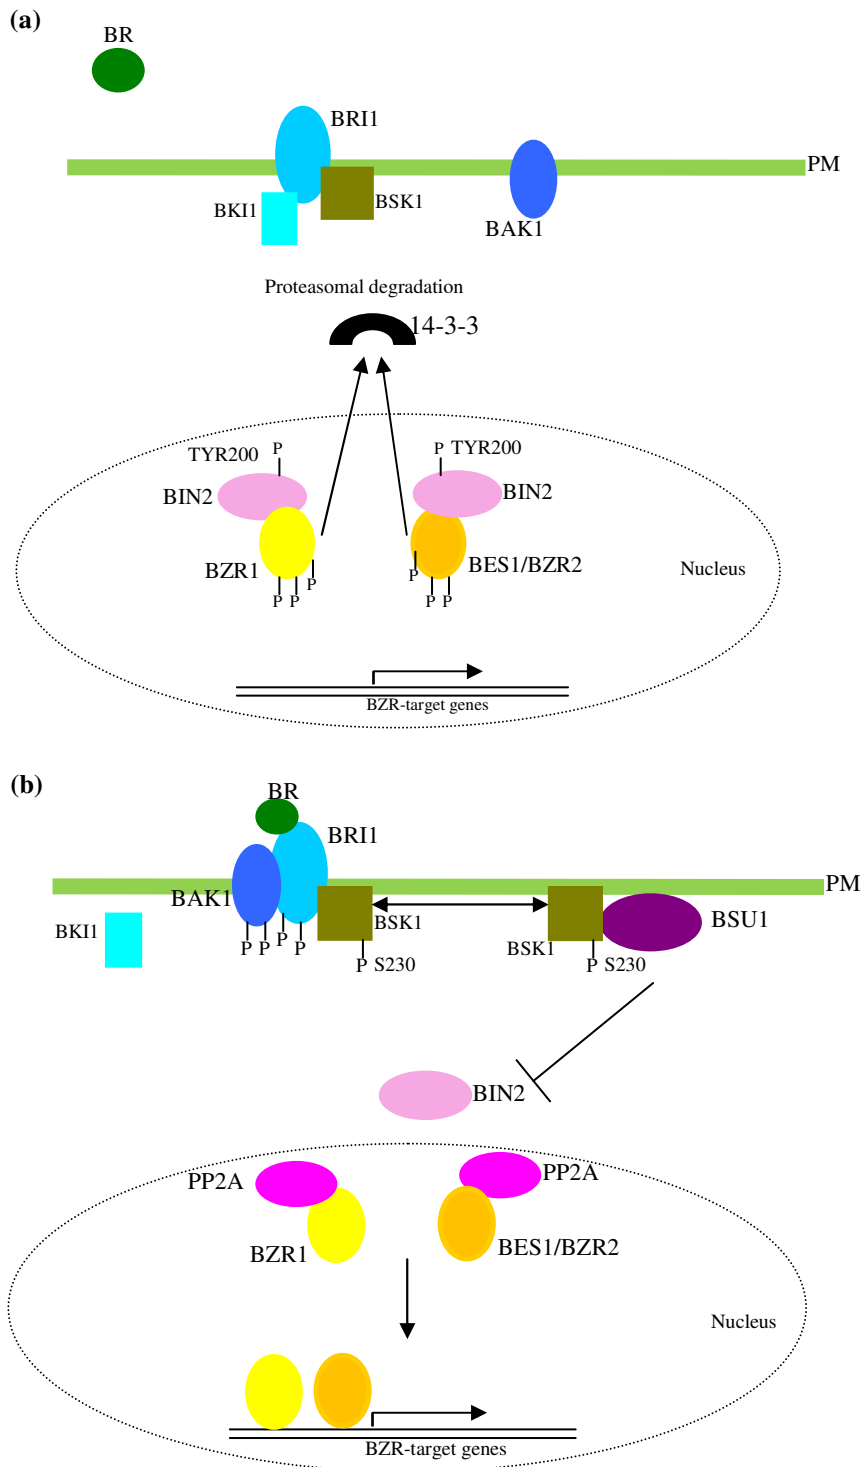 (a)
BR
BRI1
PM
BKI1
BSK1
BAK1
Proteasomal degradation
14-3-3
TYR200
P
P
TYR200
BIN2
BIN2
BZR1
P
P
BES1/BZR2
Nucleus
P
P
P
P
BZR-target genes
(b)
BR
BRI1
PM
BAK1
BKI1
BSK1
BSU1
P
P
P
P
P
S230
BSK1
P
S230
BIN2
PP2A
PP2A
BZR1
BES1/BZR2
Nucleus
BZR-target genes